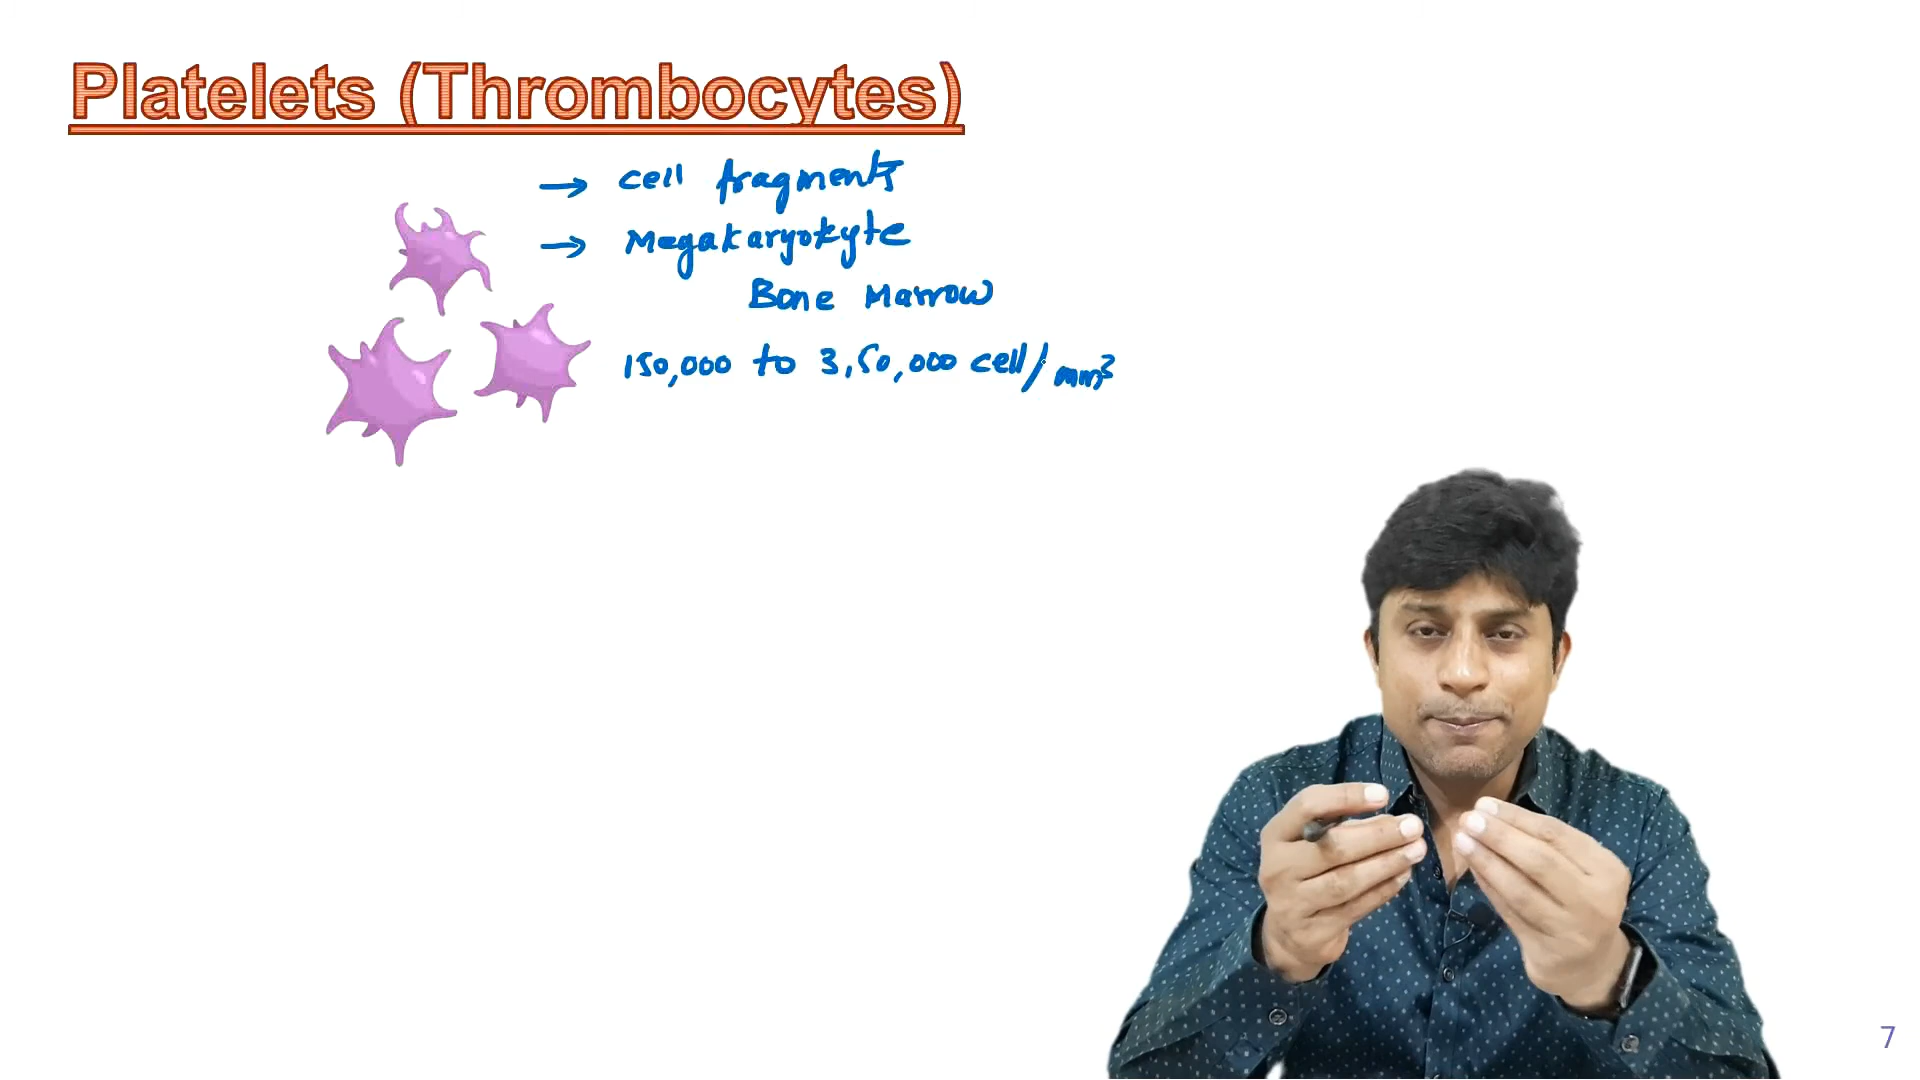 Platelets (Thrombocytes)
→ cell fragments
→ Megakaryokyte
Bone Marrow
150,000 to 3,50,000 cell/mm³
7